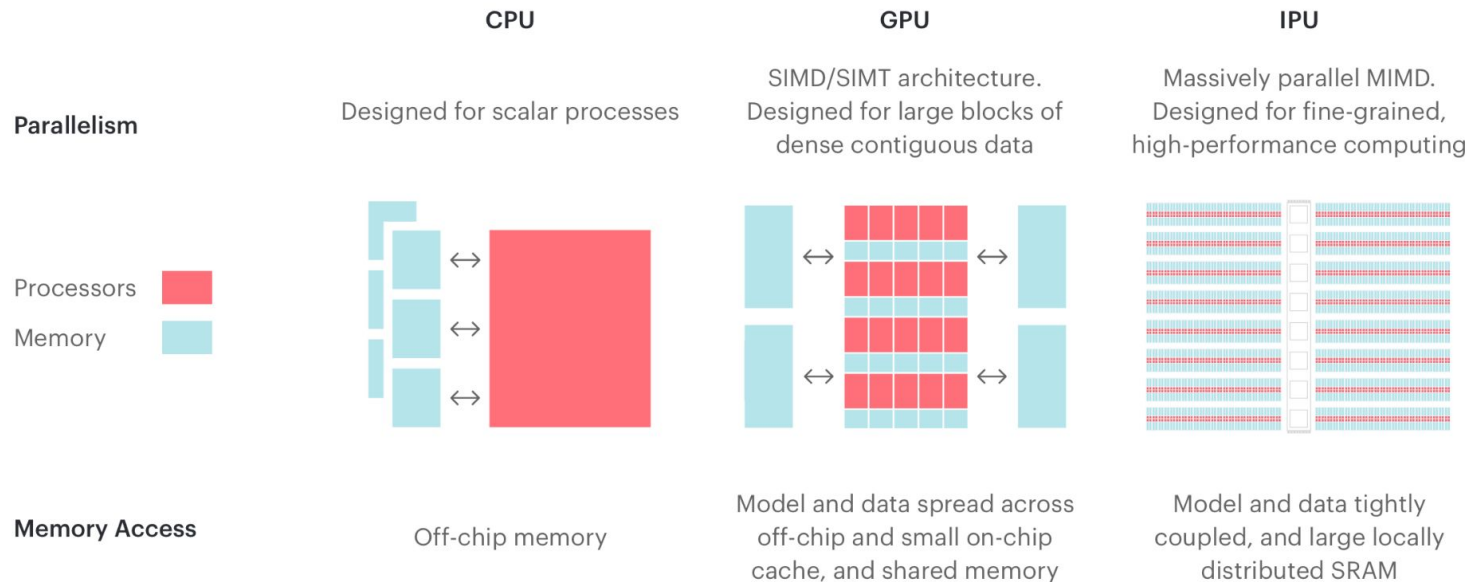 CPU
GPU
IPU
Parallelism
Designed for scalar processes
SIMD/SIMT architecture.
Designed for large blocks of
dense contiguous data
Massively parallel MIMD.
Designed for fine-grained,
high-performance computing
Processors
Memory
Memory Access
Off-chip memory
Model and data spread across
off-chip and small on-chip
cache, and shared memory
Model and data tightly
coupled, and large locally
distributed SRAM